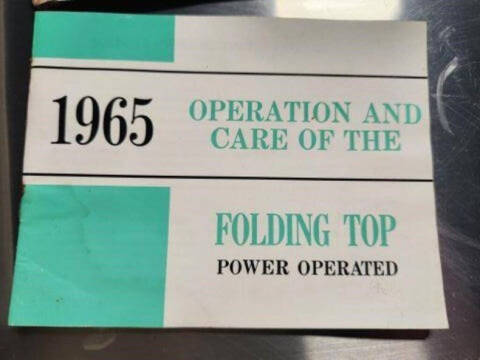 1965
OPERATION AND
CARE OF THE
FOLDING TOP
POWER OPERATED